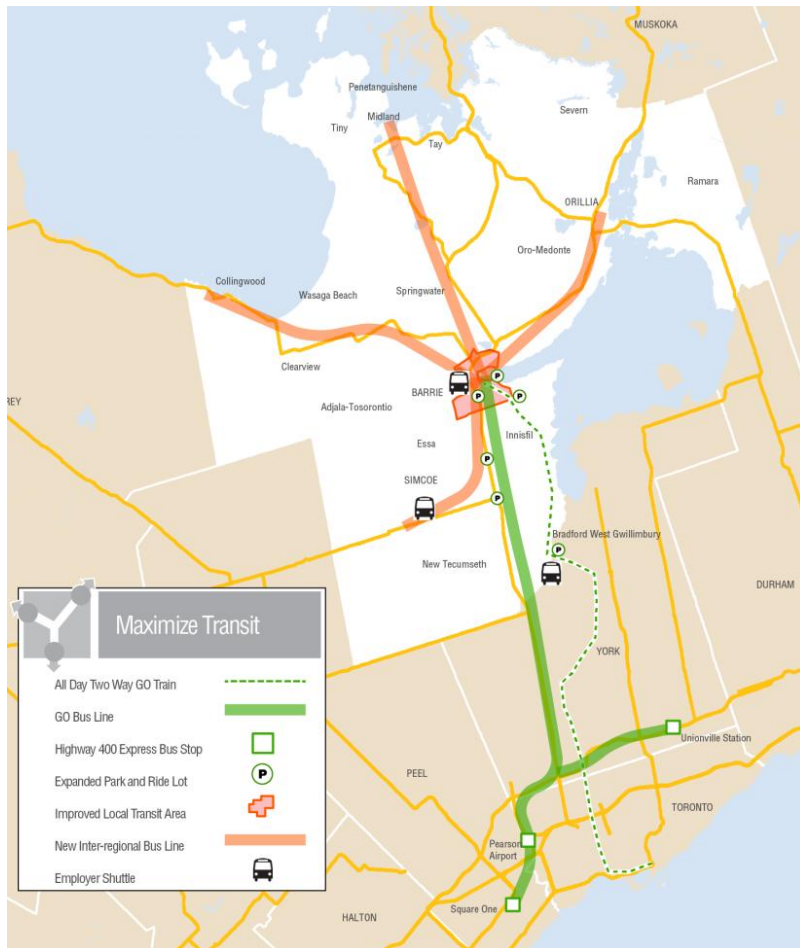 MUSKOKA
Penetanguishene
Midland
Severn
Tiny
Tay
Ramara
ORILLIA
Oro-Medonte
Collingwood
Springwater
Wasaga Beach
Clearview
BARRIE
REY
Adjala-Tosorontio
Innisfil
Essa
SIMCOE
Bradford West Gwillimbury
New Tecumseth
DURHAM
YORK
Unionville Station
PEEL
TORONTO
Pearson
Airport
Square One
HALTON
P
P
P
P
P
P
Maximize Transit
All Day Two Way GO Train
GO Bus Line
Highway 400 Express Bus Stop
Expanded Park and Ride Lot
P
Improved Local Transit Area
New Inter-regional Bus Line
Employer Shuttle